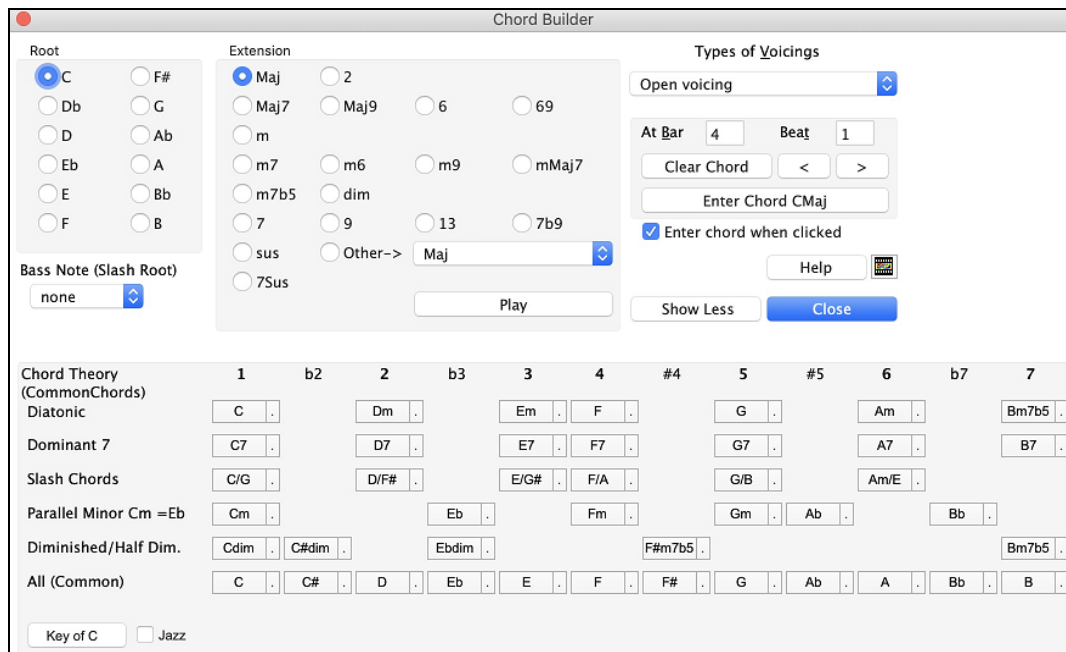 Chord Builder
Root
Extension
Types of Voicings
C F#
Maj 2
Open voicing
Db G
Maj7 Maj9 6 69
D Ab
m
At Bar 4 Beat 1
Eb A
m7 m6 m9 mMaj7
Clear Chord < >
E Bb
m7b5 dim
Enter Chord CMaj
F B
7 9 13 7b9
Enter chord when clicked
sus Other-> Maj
Bass Note (Slash Root)
none
7Sus
Help
Play
Show Less Close
Chord Theory 1 b2 2 b3 3 4 #4 5 #5 6 b7 7
(CommonChords)
Diatonic C . Dm . Em . F . G . Am . Bm7b5 .
Dominant 7 C7 . D7 . E7 . F7 . G7 . A7 . B7 .
Slash Chords C/G . D/F# . E/G# . F/A . G/B . Am/E .
Parallel Minor Cm =Eb Cm . Eb . Fm . Gm . Ab . Bb .
Diminished/Half Dim. Cdim . C#dim . Ebdim . F#m7b5 . Bm7b5 .
All (Common) C . C# . D . Eb . E . F . F# . G . Ab . A . Bb . B .
Key of C Jazz